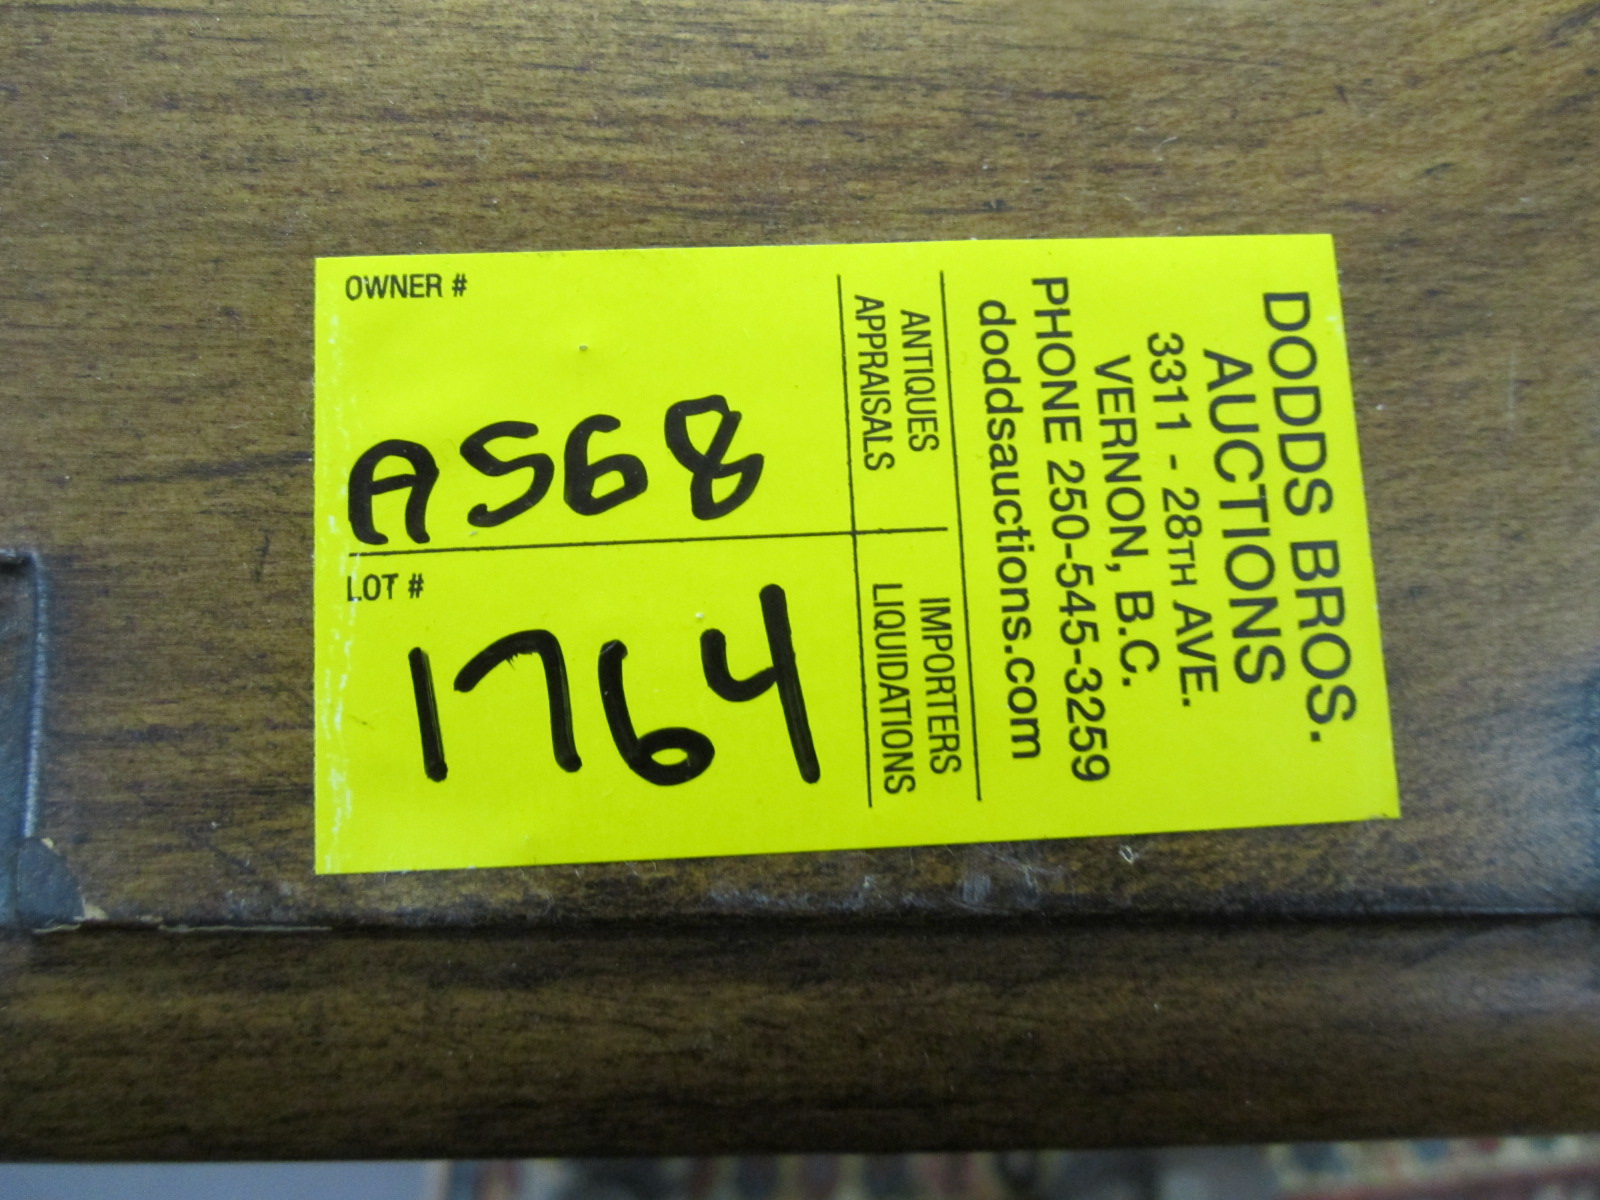 DODDS BROS.
AUCTIONS
3311 - 28TH AVE.
VERNON, B.C.
PHONE 250-545-3259
doddsauctions.com
ANTIQUES
APPRAISALS
IMPORTERS
LIQUIDATIONS
OWNER #
A568
LOT #
1764